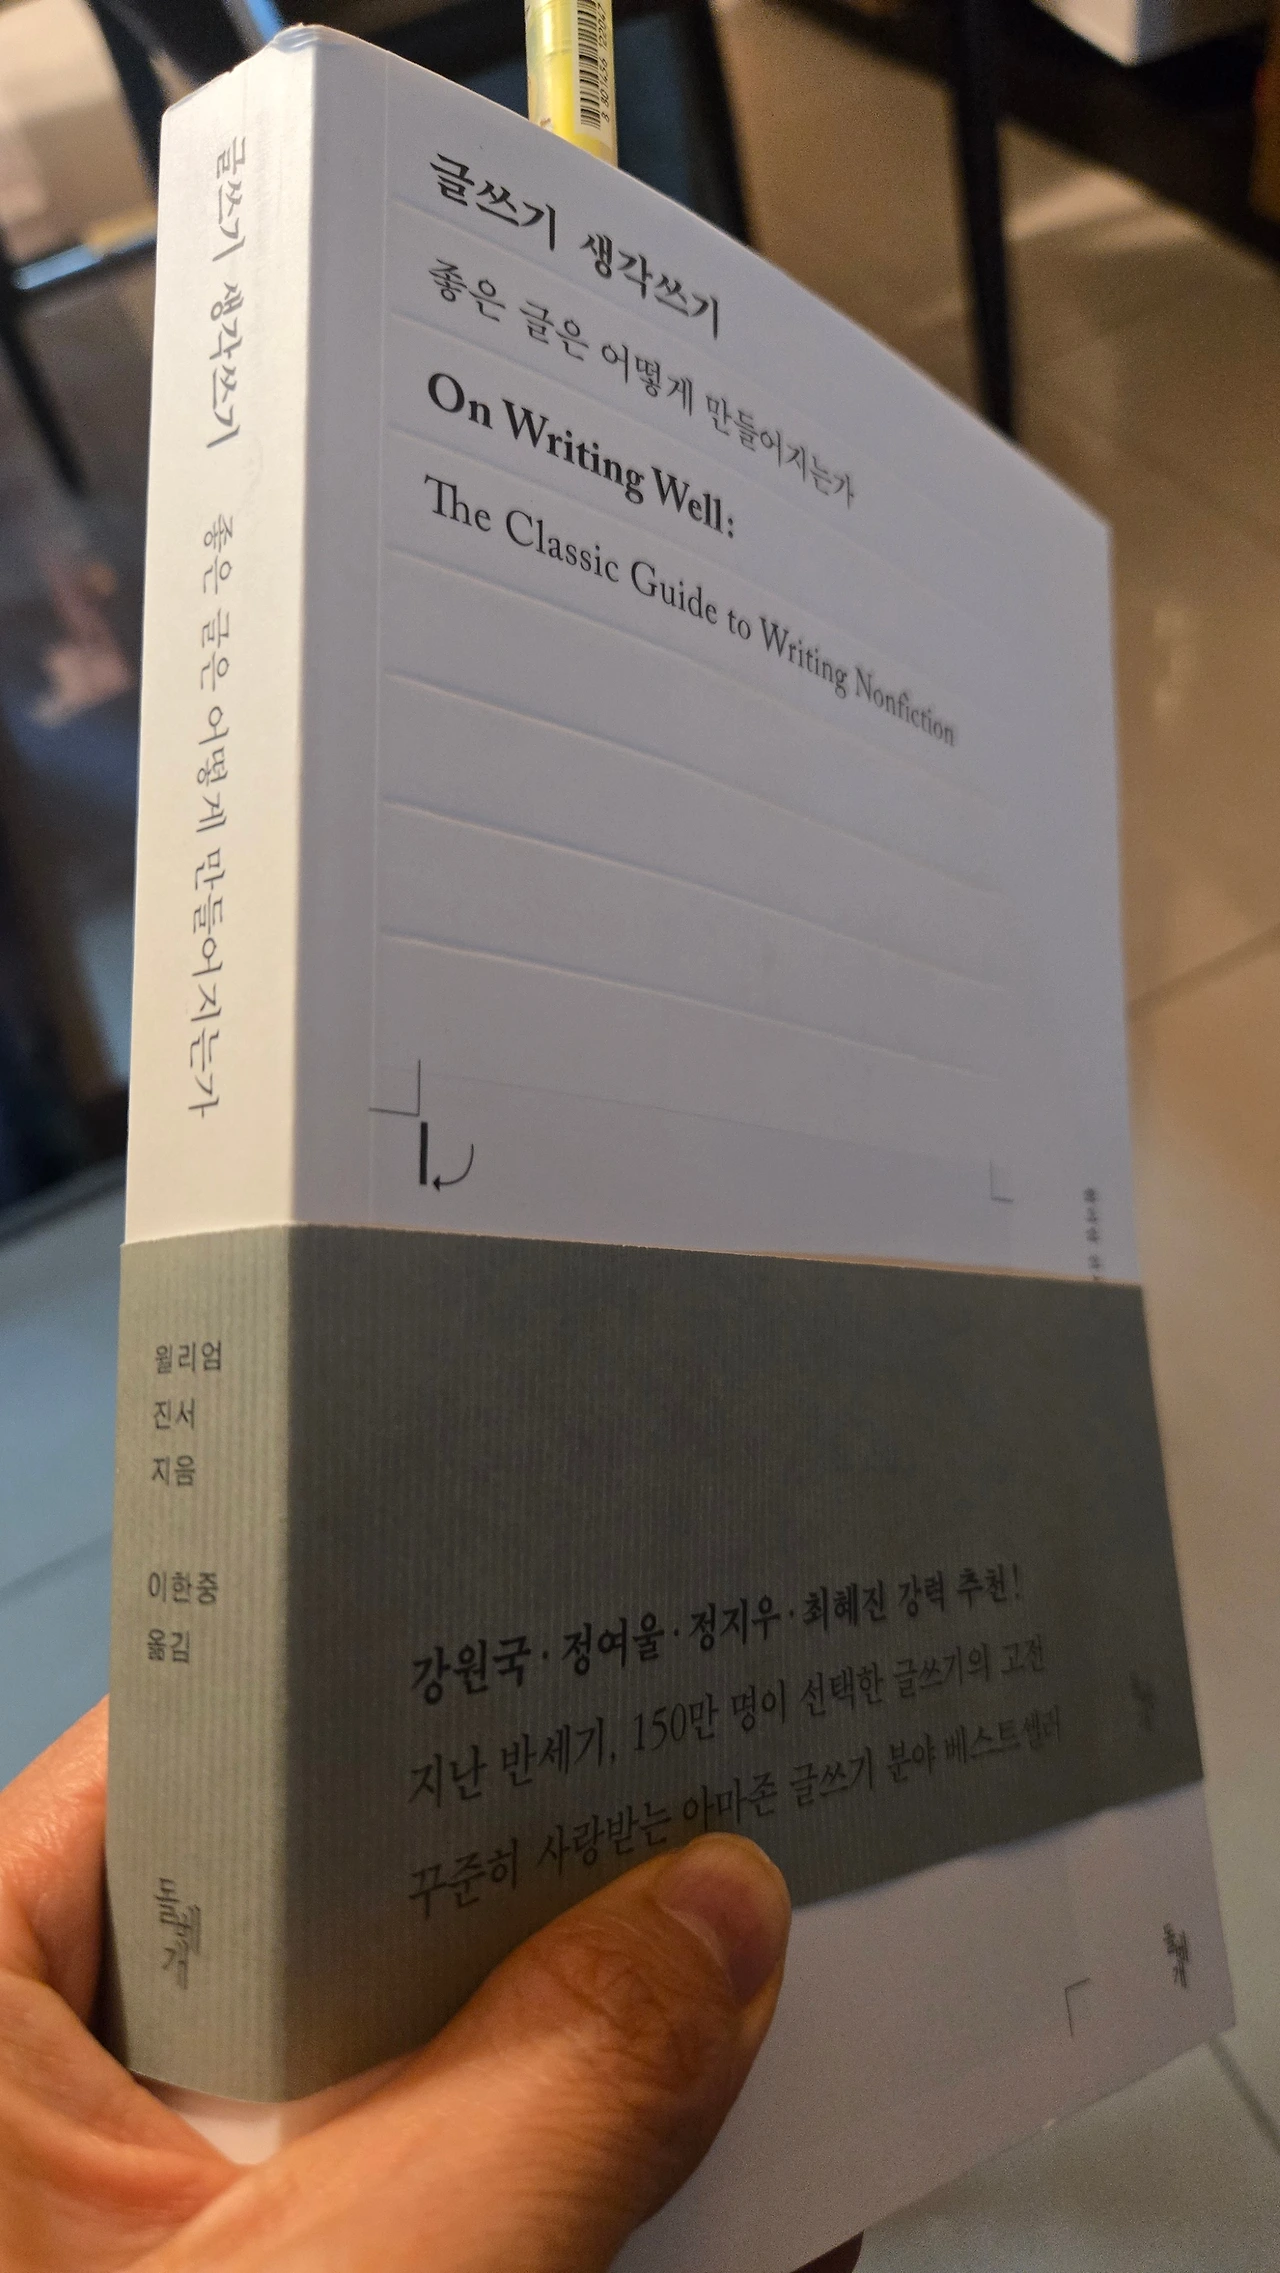 글쓰기 생각쓰기
좋은 글은 어떻게 만들어지는가
On Writing Well:
The Classic Guide to Writing Nonfiction
글쓰기 생각쓰기 좋은 글은 어떻게 만들어지는가
윌리엄
진서
지음
이한중
옮김
돌베개
강원국·정여울·정지우·최혜진 강력 추천!
지난 반세기, 150만 명이 선택한 글쓰기의 고전
꾸준히 사랑받는 아마존 글쓰기 분야 베스트셀러
돌베개